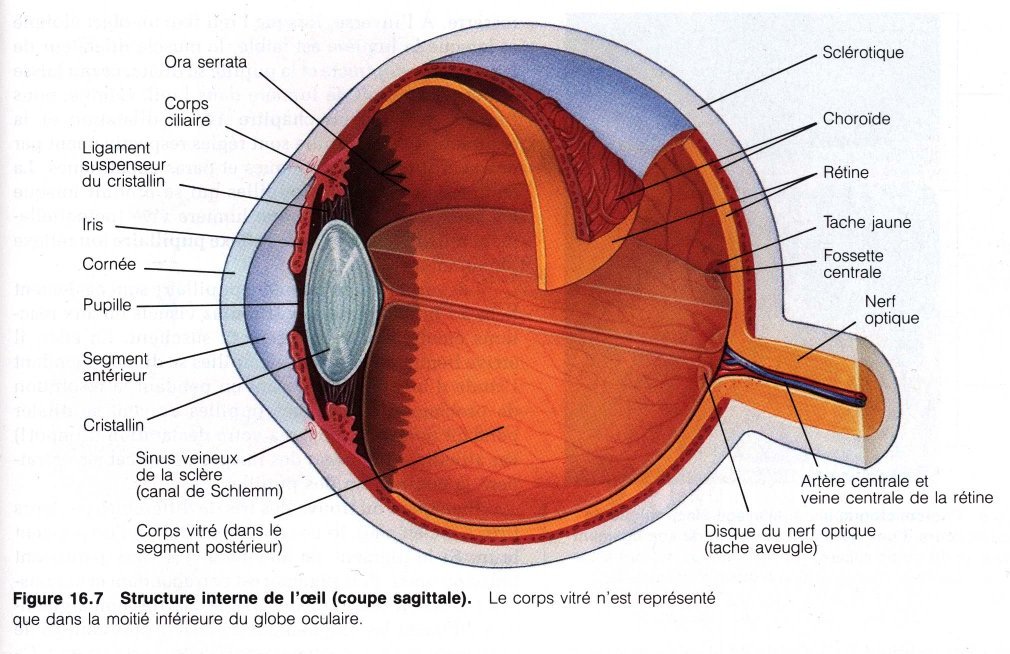 Ora serrata
Corps
ciliaire
Ligament
suspenseur
du cristallin
Iris
Cornée
Pupille
Segment
antérieur
Cristallin
Sinus veineux
de la sclère
(canal de Schlemm)
Corps vitré (dans le
segment postérieur)
Sclérotique
Choroïde
Rétine
Tache jaune
Fossette
centrale
Nerf
optique
Artère centrale et
veine centrale de la rétine
Disque du nerf optique
(tache aveugle)
Figure 16.7 Structure interne de l'œil (coupe sagittale). Le corps vitré n'est représenté
que dans la moitié inférieure du globe oculaire.